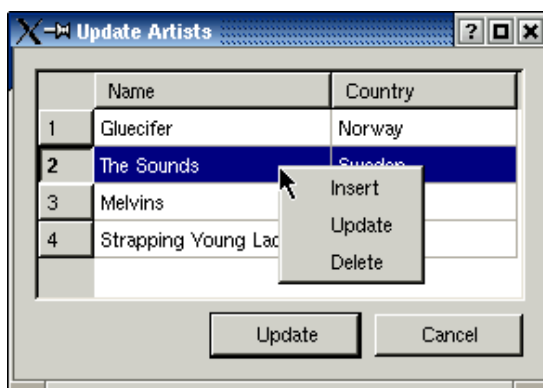 Update Artists
Name Country
1 Gluecifer Norway
2 The Sounds Sweden
Insert
3 Melvins
Update
4 Strapping Young
Delete
Update Cancel